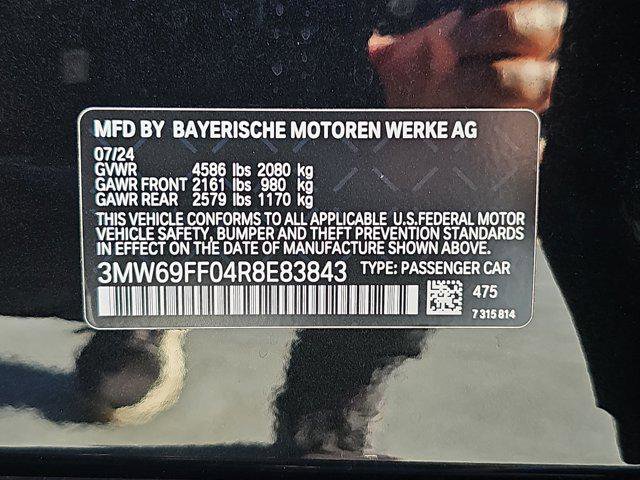 MFD BY BAYERISCHE MOTOREN WERKE AG
07/24
GVWR 4586 lbs 2080 kg
GAWR FRONT 2161 lbs 980 kg
GAWR REAR 2579 lbs 1170 kg
THIS VEHICLE CONFORMS TO ALL APPLICABLE U.S.FEDERAL MOTOR
VEHICLE SAFETY, BUMPER AND THEFT PREVENTION STANDARDS
IN EFFECT ON THE DATE OF MANUFACTURE SHOWN ABOVE.
3MW69FF04R8E83843 TYPE: PASSENGER CAR
475
7 315 814